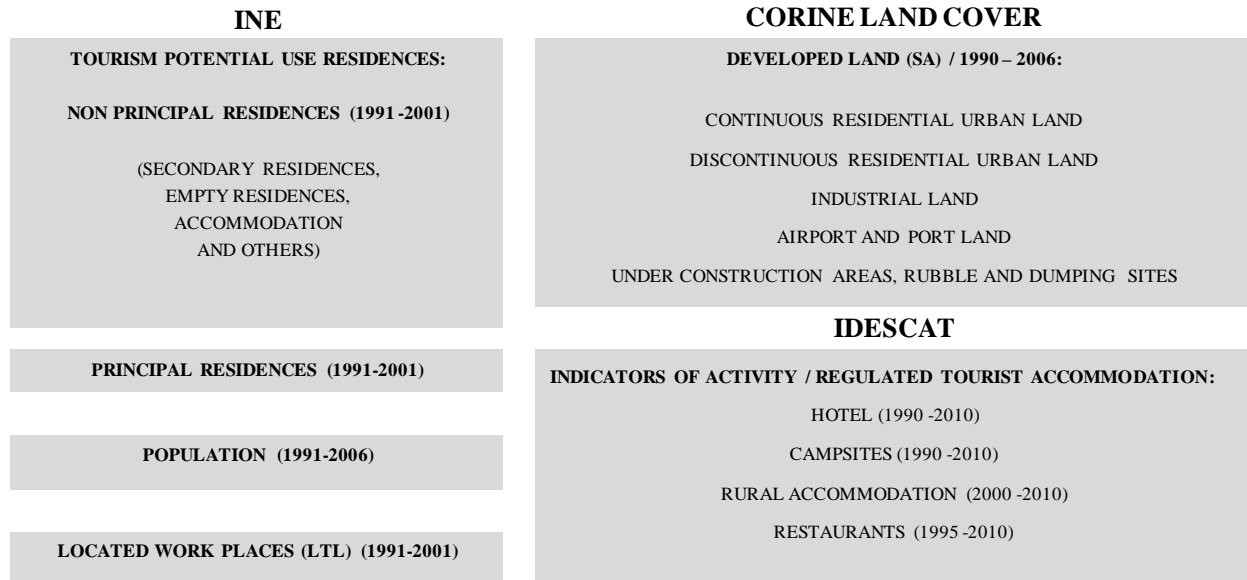 INE
TOURISM POTENTIAL USE RESIDENCES:
NON PRINCIPAL RESIDENCES (1991-2001)
(SECONDARY RESIDENCES,
EMPTY RESIDENCES,
ACCOMMODATION
AND OTHERS)
PRINCIPAL RESIDENCES (1991-2001)
POPULATION (1991-2006)
LOCATED WORK PLACES (LTL) (1991-2001)
CORINE LAND COVER
DEVELOPED LAND (SA) / 1990 – 2006:
CONTINUOUS RESIDENTIAL URBAN LAND
DISCONTINUOUS RESIDENTIAL URBAN LAND
INDUSTRIAL LAND
AIRPORT AND PORT LAND
UNDER CONSTRUCTION AREAS, RUBBLE AND DUMPING SITES
IDESCAT
INDICATORS OF ACTIVITY / REGULATED TOURIST ACCOMMODATION:
HOTEL (1990-2010)
CAMPSITES (1990-2010)
RURAL ACCOMMODATION (2000-2010)
RESTAURANTS (1995-2010)